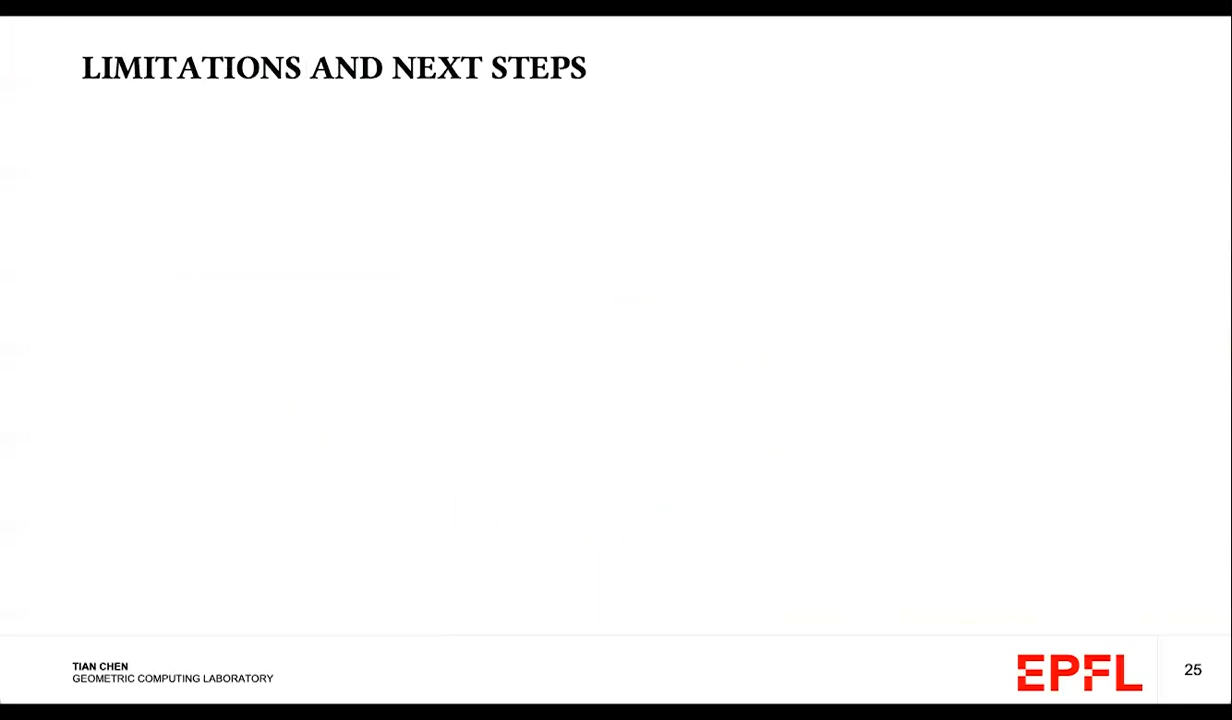 LIMITATIONS AND NEXT STEPS
TIAN CHEN
GEOMETRIC COMPUTING LABORATORY
EPFL
25